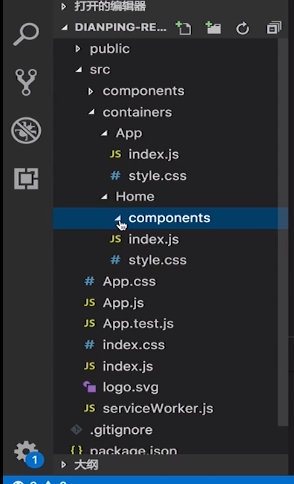 打开的编辑器
DIANPING-RE...
public
src
components
containers
App
JS index.js
# style.css
Home
components
JS index.js
# style.css
# App.css
JS App.js
JS App.test.js
# index.css
JS index.js
logo.svg
JS serviceWorker.js
.gitignore
{} package.json
1
大纲